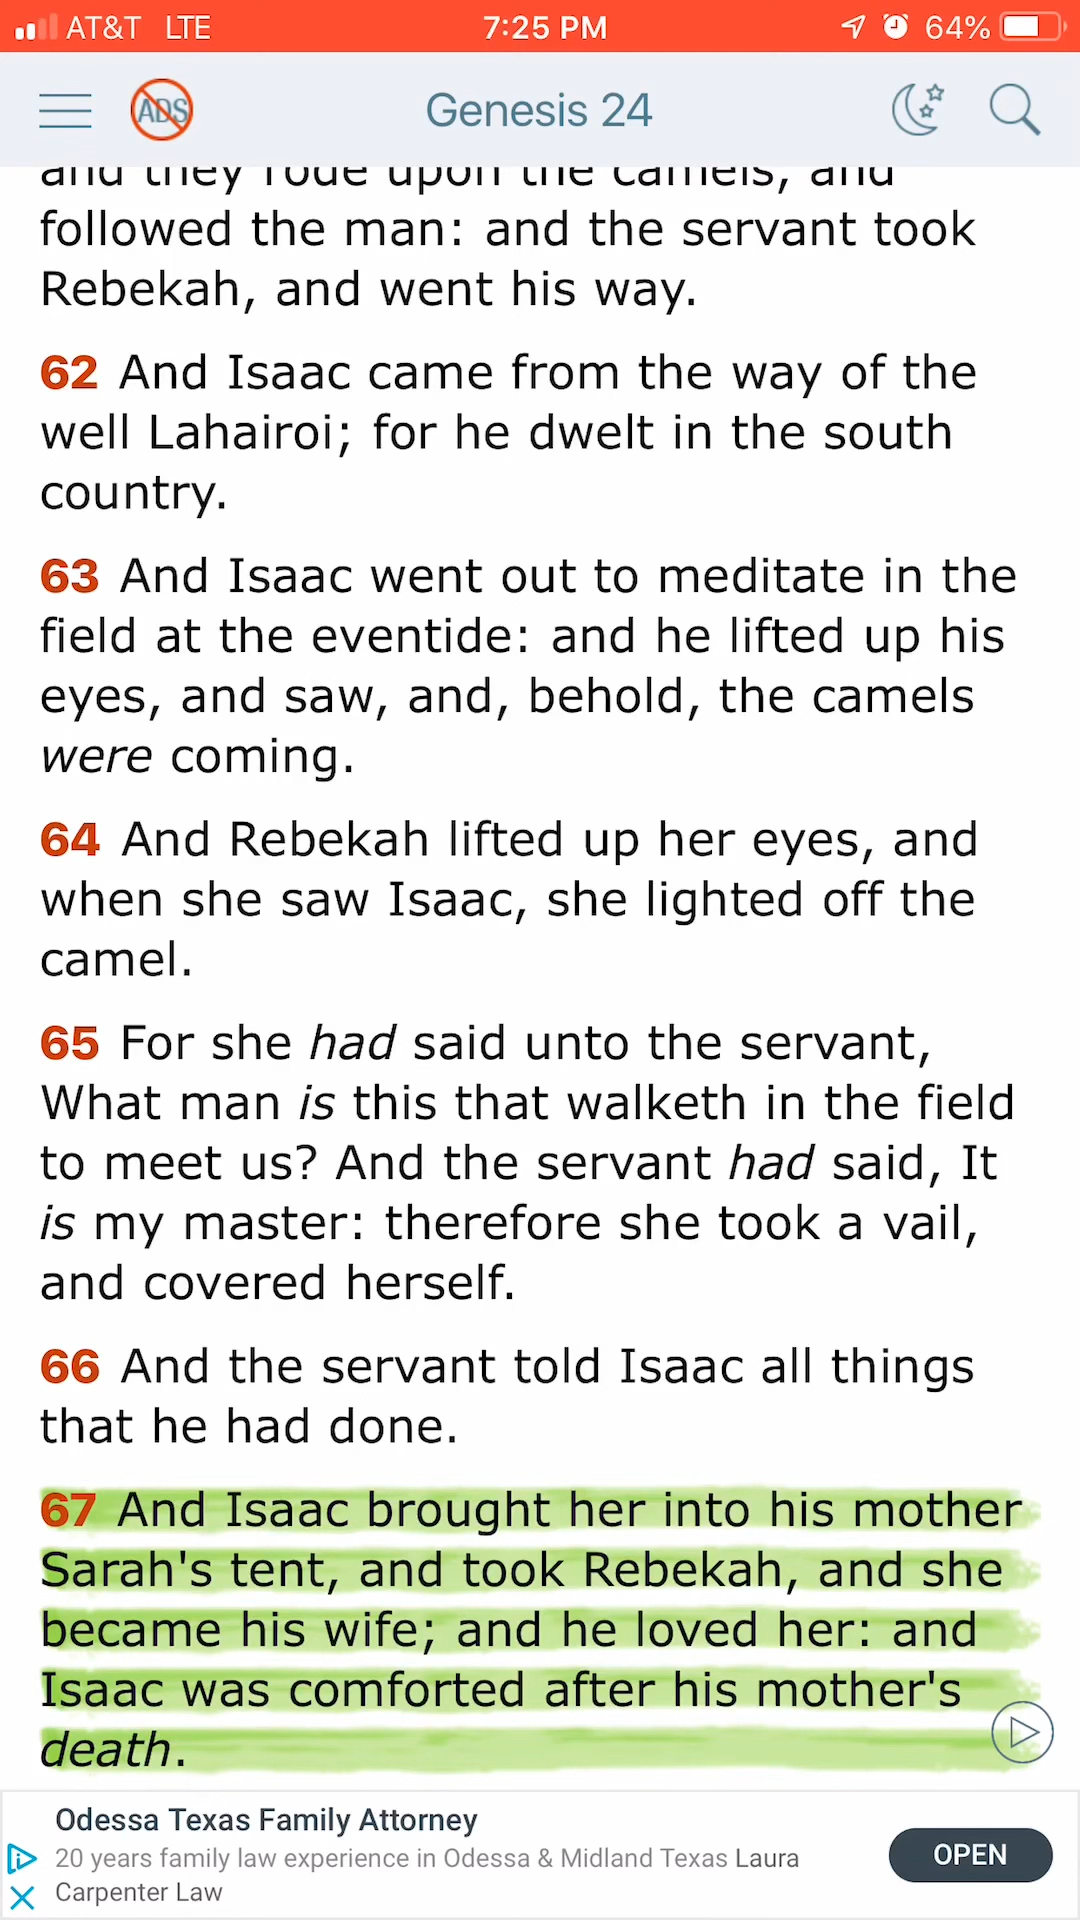 AT&T LTE 7:25 PM 64%
ADS Genesis 24
and they rode upon the camels, and
followed the man: and the servant took
Rebekah, and went his way.
62 And Isaac came from the way of the
well Lahairoi; for he dwelt in the south
country.
63 And Isaac went out to meditate in the
field at the eventide: and he lifted up his
eyes, and saw, and, behold, the camels
were coming.
64 And Rebekah lifted up her eyes, and
when she saw Isaac, she lighted off the
camel.
65 For she had said unto the servant,
What man is this that walketh in the field
to meet us? And the servant had said, It
is my master: therefore she took a vail,
and covered herself.
66 And the servant told Isaac all things
that he had done.
67 And Isaac brought her into his mother
Sarah's tent, and took Rebekah, and she
became his wife; and he loved her: and
Isaac was comforted after his mother's
death.
Odessa Texas Family Attorney
20 years family law experience in Odessa & Midland Texas Laura
Carpenter Law
OPEN